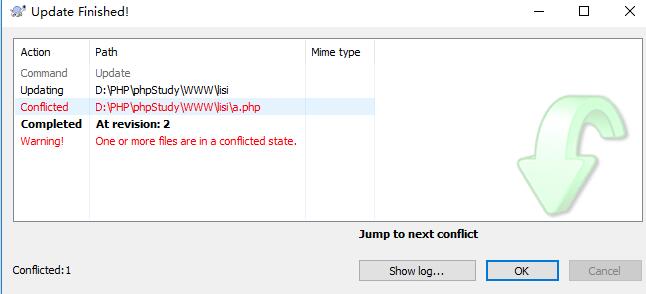 Update Finished!
Action Path Mime type
Command Update
Updating D:\PHP\phpStudy\WWW\lisi
Conflicted D:\PHP\phpStudy\WWW\lisi\a.php
Completed At revision: 2
Warning! One or more files are in a conflicted state.
Jump to next conflict
Conflicted:1 Show log... OK Cancel